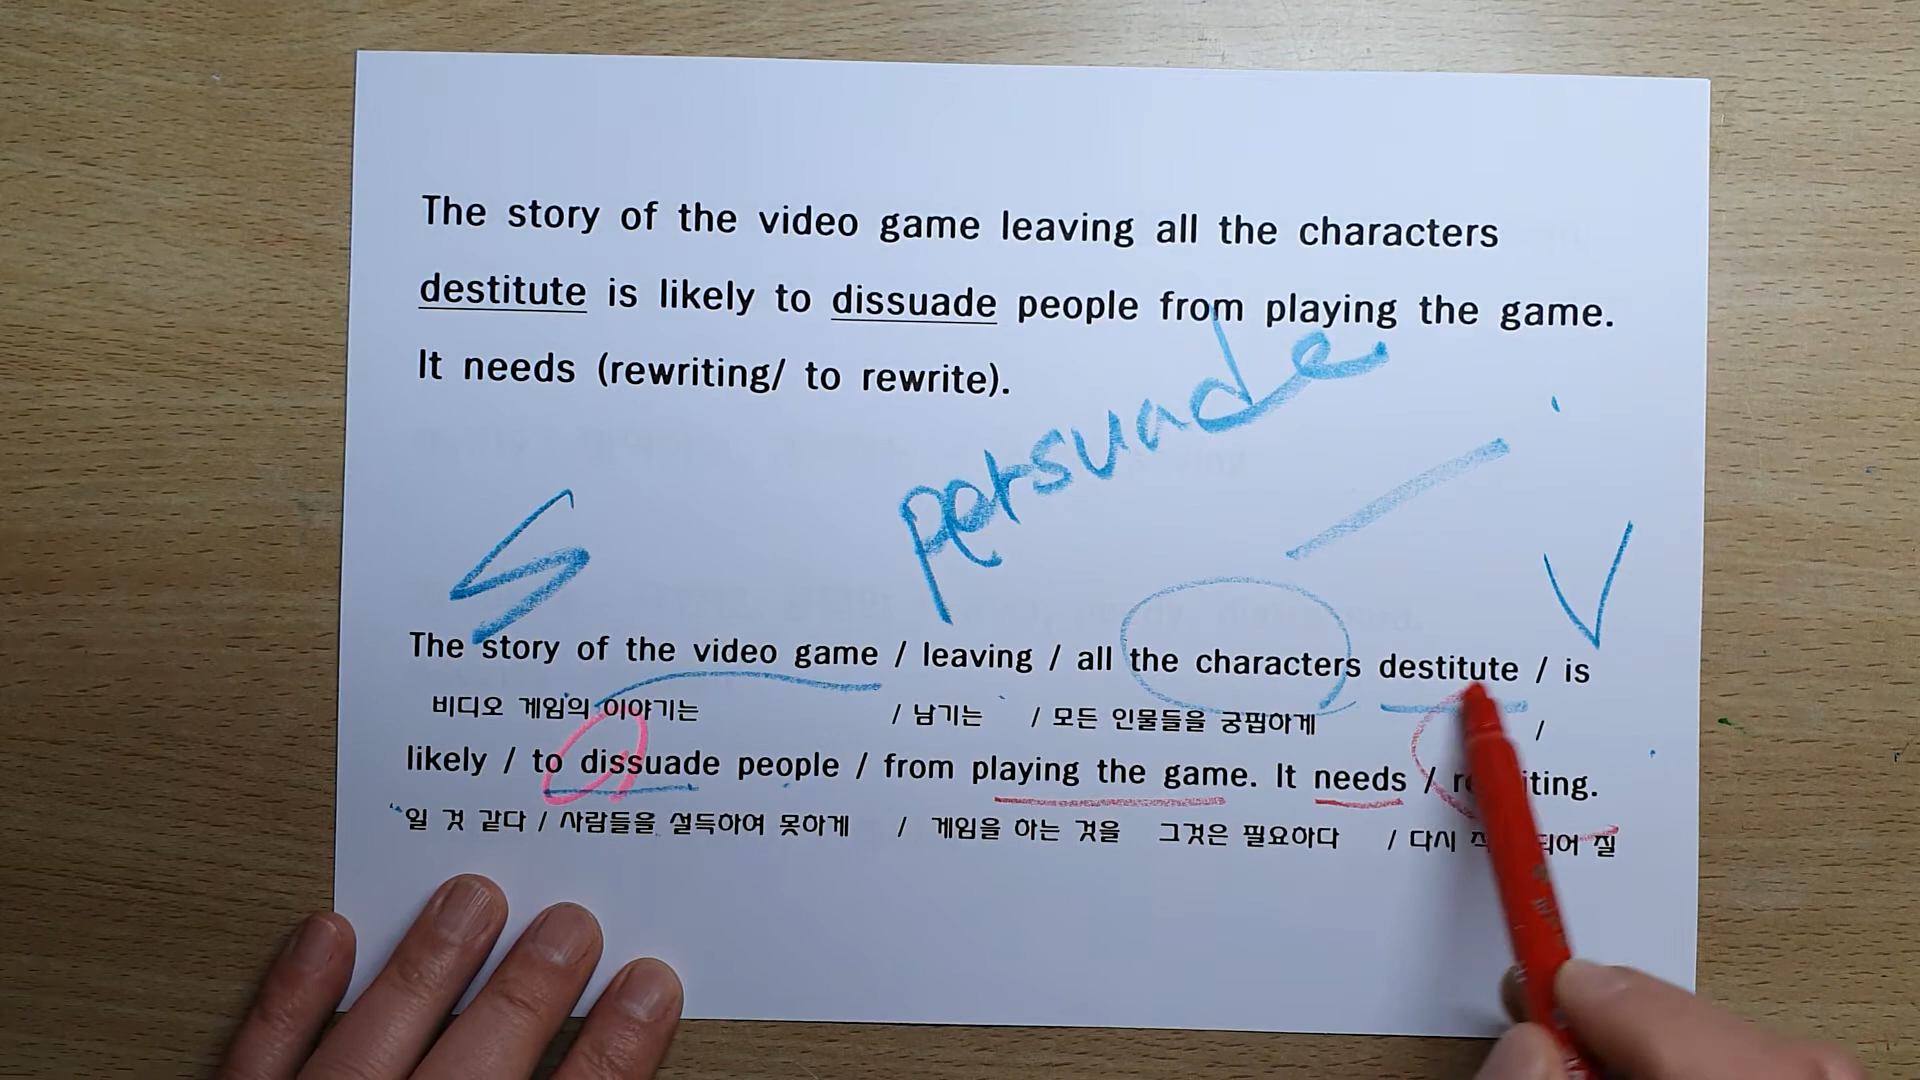 The story of the video game leaving all the characters
destitute is likely to dissuade people from playing the game.
It needs (rewriting/ to rewrite).
persuade
S
V
The story of the video game / leaving / all the characters destitute / is
비디오 게임의 이야기는 / 남기는 / 모든 인물들을 궁핍하게 /
likely / to dissuade people / from playing the game. It needs /
일 것 같다 / 사람들을 설득하여 못하게 / 게임을 하는 것을 그것은 필요하다 / 다시 질